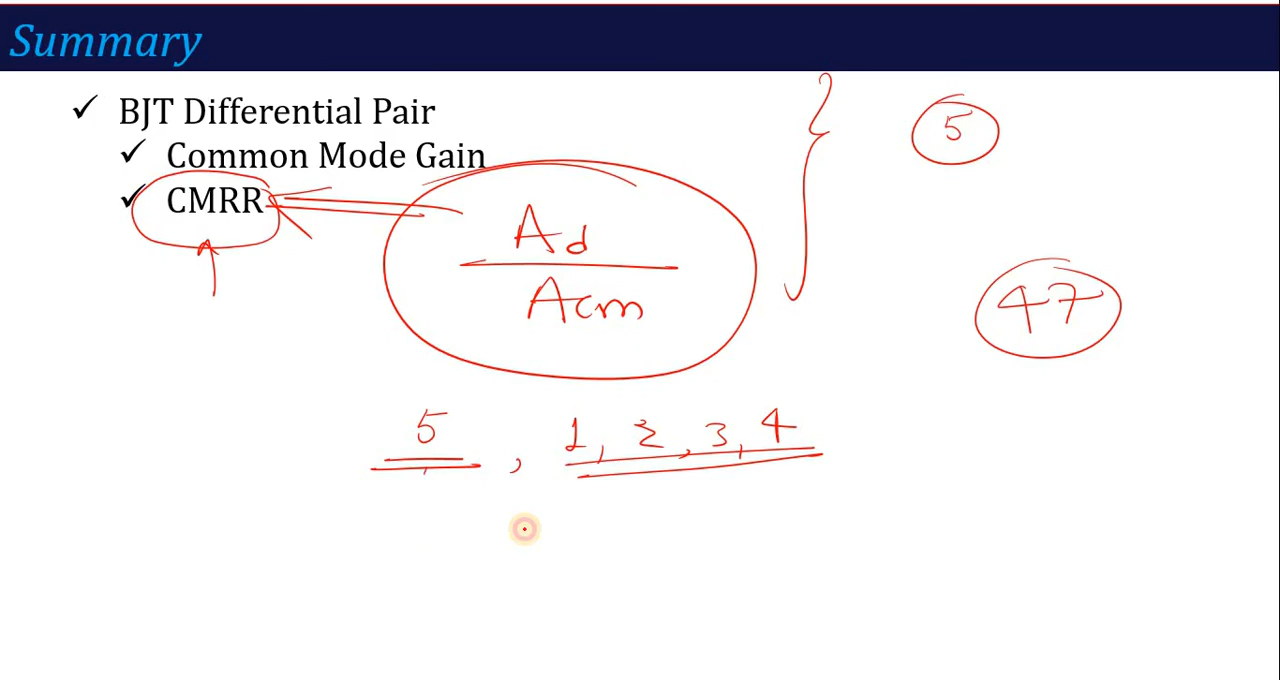 Summary
✓ BJT Differential Pair
✓ Common Mode Gain
✓ CMRR
5
Ad
Acm
47
5, 1, 2, 3, 4